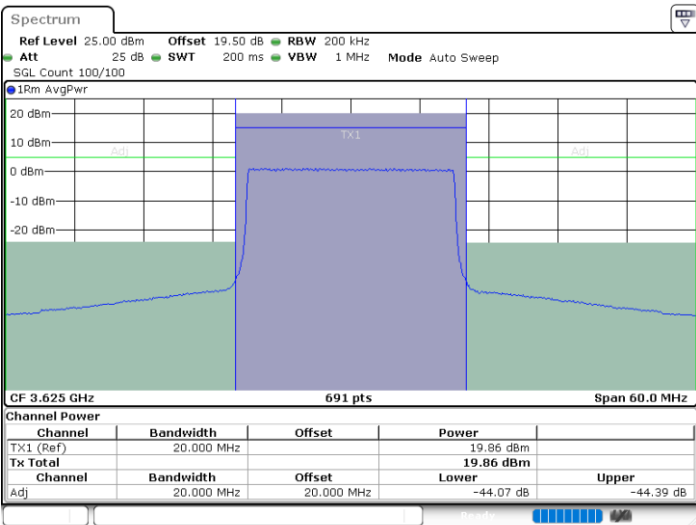 Spectrum
Ref Level 25.00 dBm Offset 19.50 dB RBW 200 kHz
Att 25 dB SWT 200 ms VBW 1 MHz Mode Auto Sweep
SGL Count 100/100
1Rm AvgPwr
20 dBm
TX1
10 dBm
Adj Adj
0 dBm
-10 dBm
-20 dBm
CF 3.625 GHz 691 pts Span 60.0 MHz
Channel Power
Channel Bandwidth Offset Power
TX1 (Ref) 20.000 MHz 19.86 dBm
Tx Total 19.86 dBm
Channel Bandwidth Offset Lower Upper
Adj 20.000 MHz 20.000 MHz -44.07 dB -44.39 dB
Ready